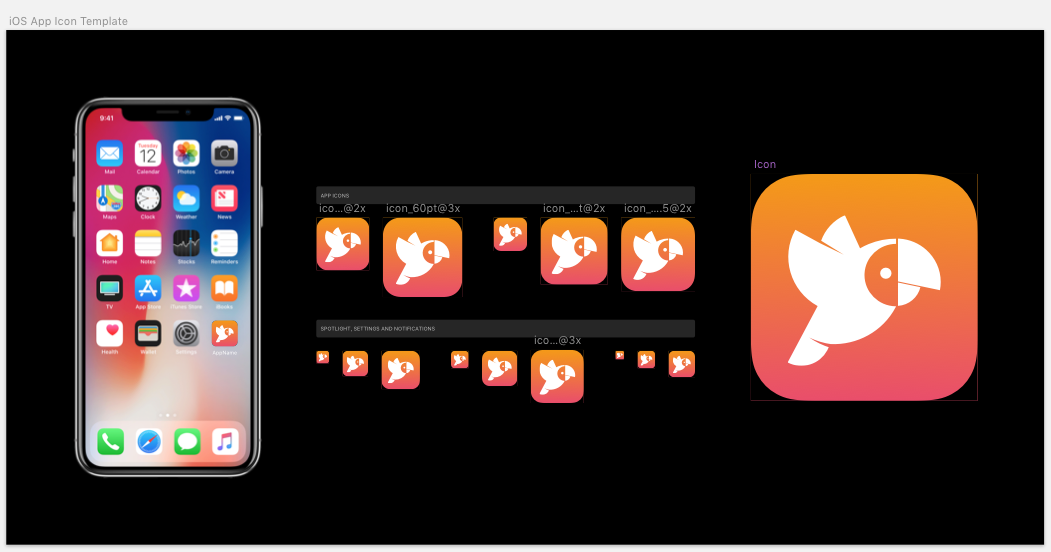 iOS App Icon Template
9:41
Tuesday
12
Mail
Calendar
Photos
Camera
Maps
Clock
Weather
News
Home
Notes
Stocks
Reminders
TV
App Store
iTunes Store
iBooks
Health
Wallet
Settings
AppName
APP ICONS
ico...@2x
icon_60pt@3x
icon_...t@2x
icon_....5@2x
SPOTLIGHT, SETTINGS AND NOTIFICATIONS
ico...@3x
Icon